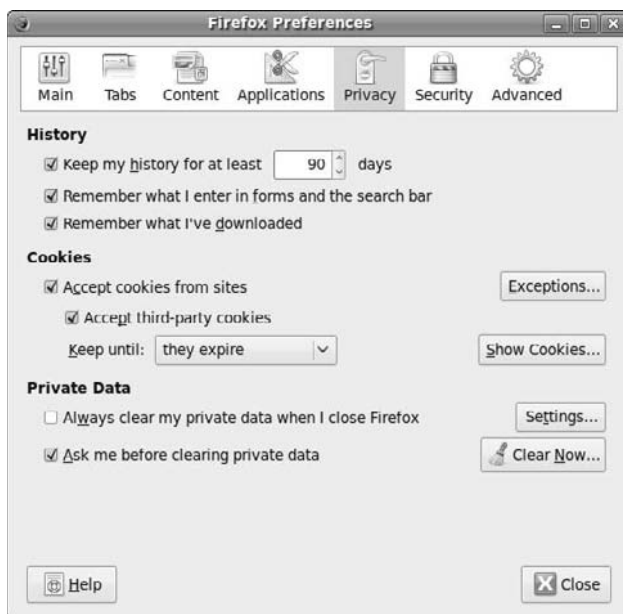 Firefox Preferences
Main Tabs Content Applications Privacy Security Advanced
History
Keep my history for at least 90 days
Remember what I enter in forms and the search bar
Remember what I've downloaded
Cookies
Accept cookies from sites Exceptions...
Accept third-party cookies
Keep until: they expire Show Cookies...
Private Data
Always clear my private data when I close Firefox Settings...
Ask me before clearing private data Clear Now...
Help Close